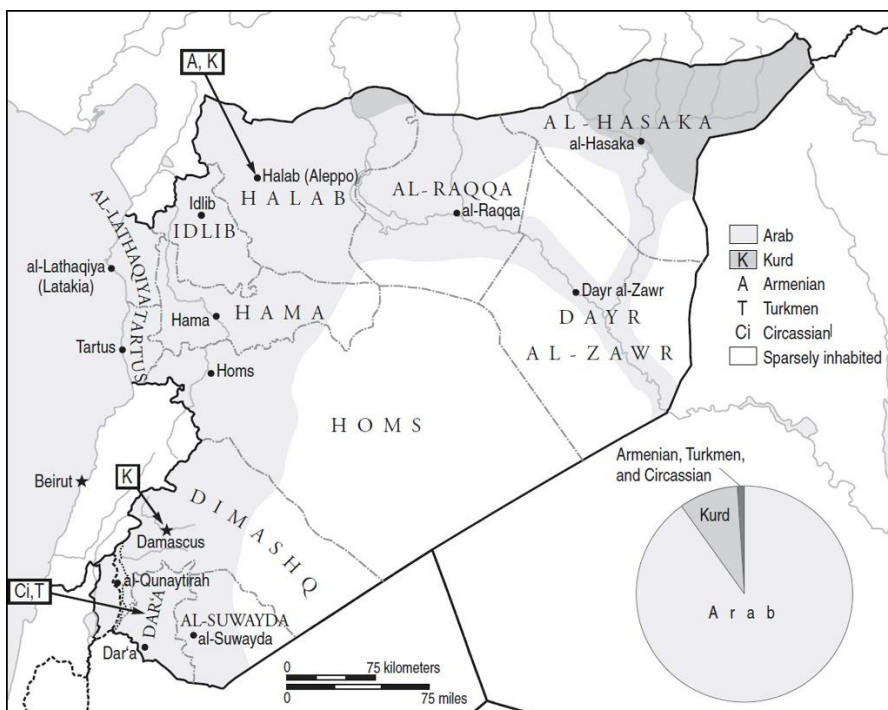 A, K
AL-HASAKA
al-Hasaka
Halab (Aleppo)
HALAB
AL-RAQQA
al-Raqqa
Idlib
IDLIB
AL-LATHAQIYA
al-Lathaqiya
(Latakia)
TARTUS
Tartus
Hama
HAMA
Homs
Dayr al-Zawr
DAYR
AL-ZAWR
HOMS
Arab
K Kurd
A Armenian
T Turkmen
Ci Circassian
Sparsely inhabited
Beirut
K
DIMASHQ
Damascus
Ci,T
al-Qunaytirah
DAR'A
AL-SUWAYDA
al-Suwayda
Dar'a
0 75 kilometers
0 75 miles
Armenian, Turkmen,
and Circassian
Kurd
Arab